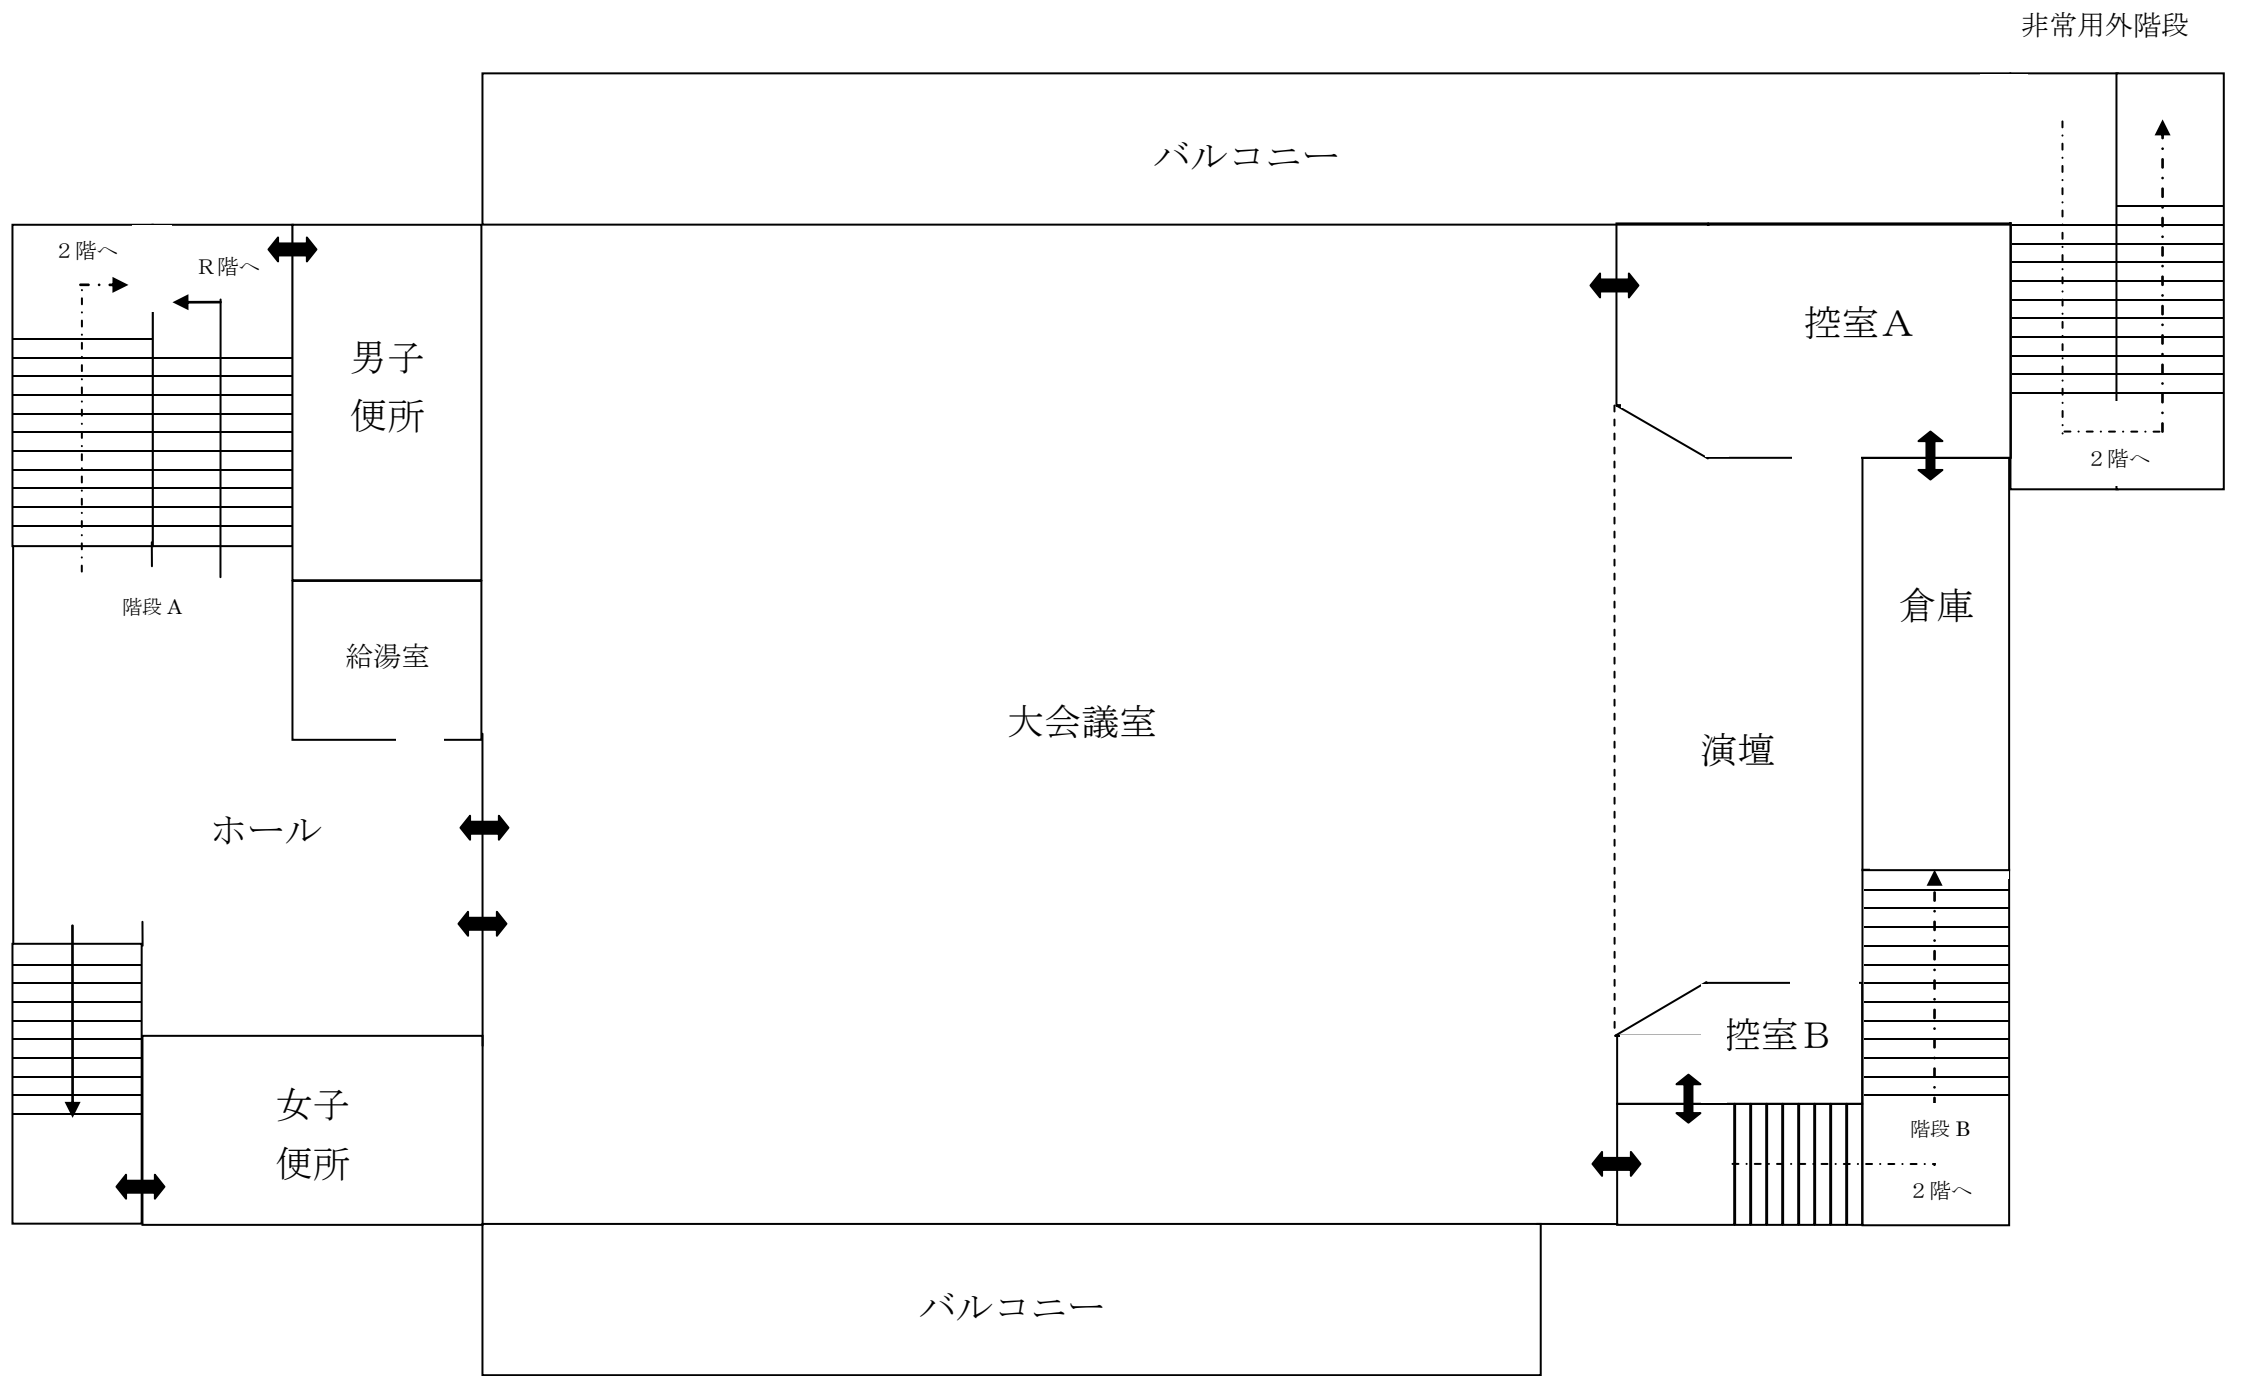 非常用外階段
バルコニー
２階へ
Ｒ階へ
控室Ａ
男子
便所
２階へ
階段 A
倉庫
給湯室
大会議室
演壇
ホール
控室Ｂ
女子
便所
階段 B
２階へ
バルコニー